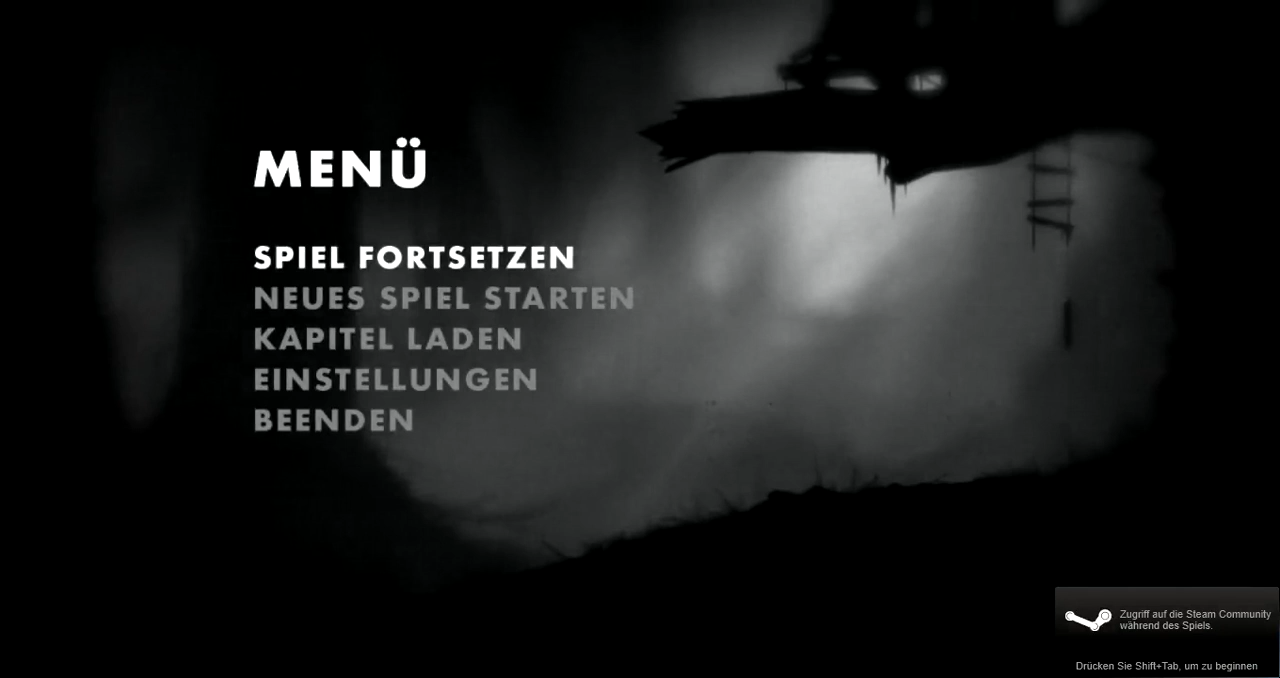 MENÜ
SPIEL FORTSETZEN
NEUES SPIEL STARTEN
KAPITEL LADEN
EINSTELLUNGEN
BEENDEN
Zugriff auf die Steam Community
während des Spiels.
Drücken Sie Shift+Tab, um zu beginnen